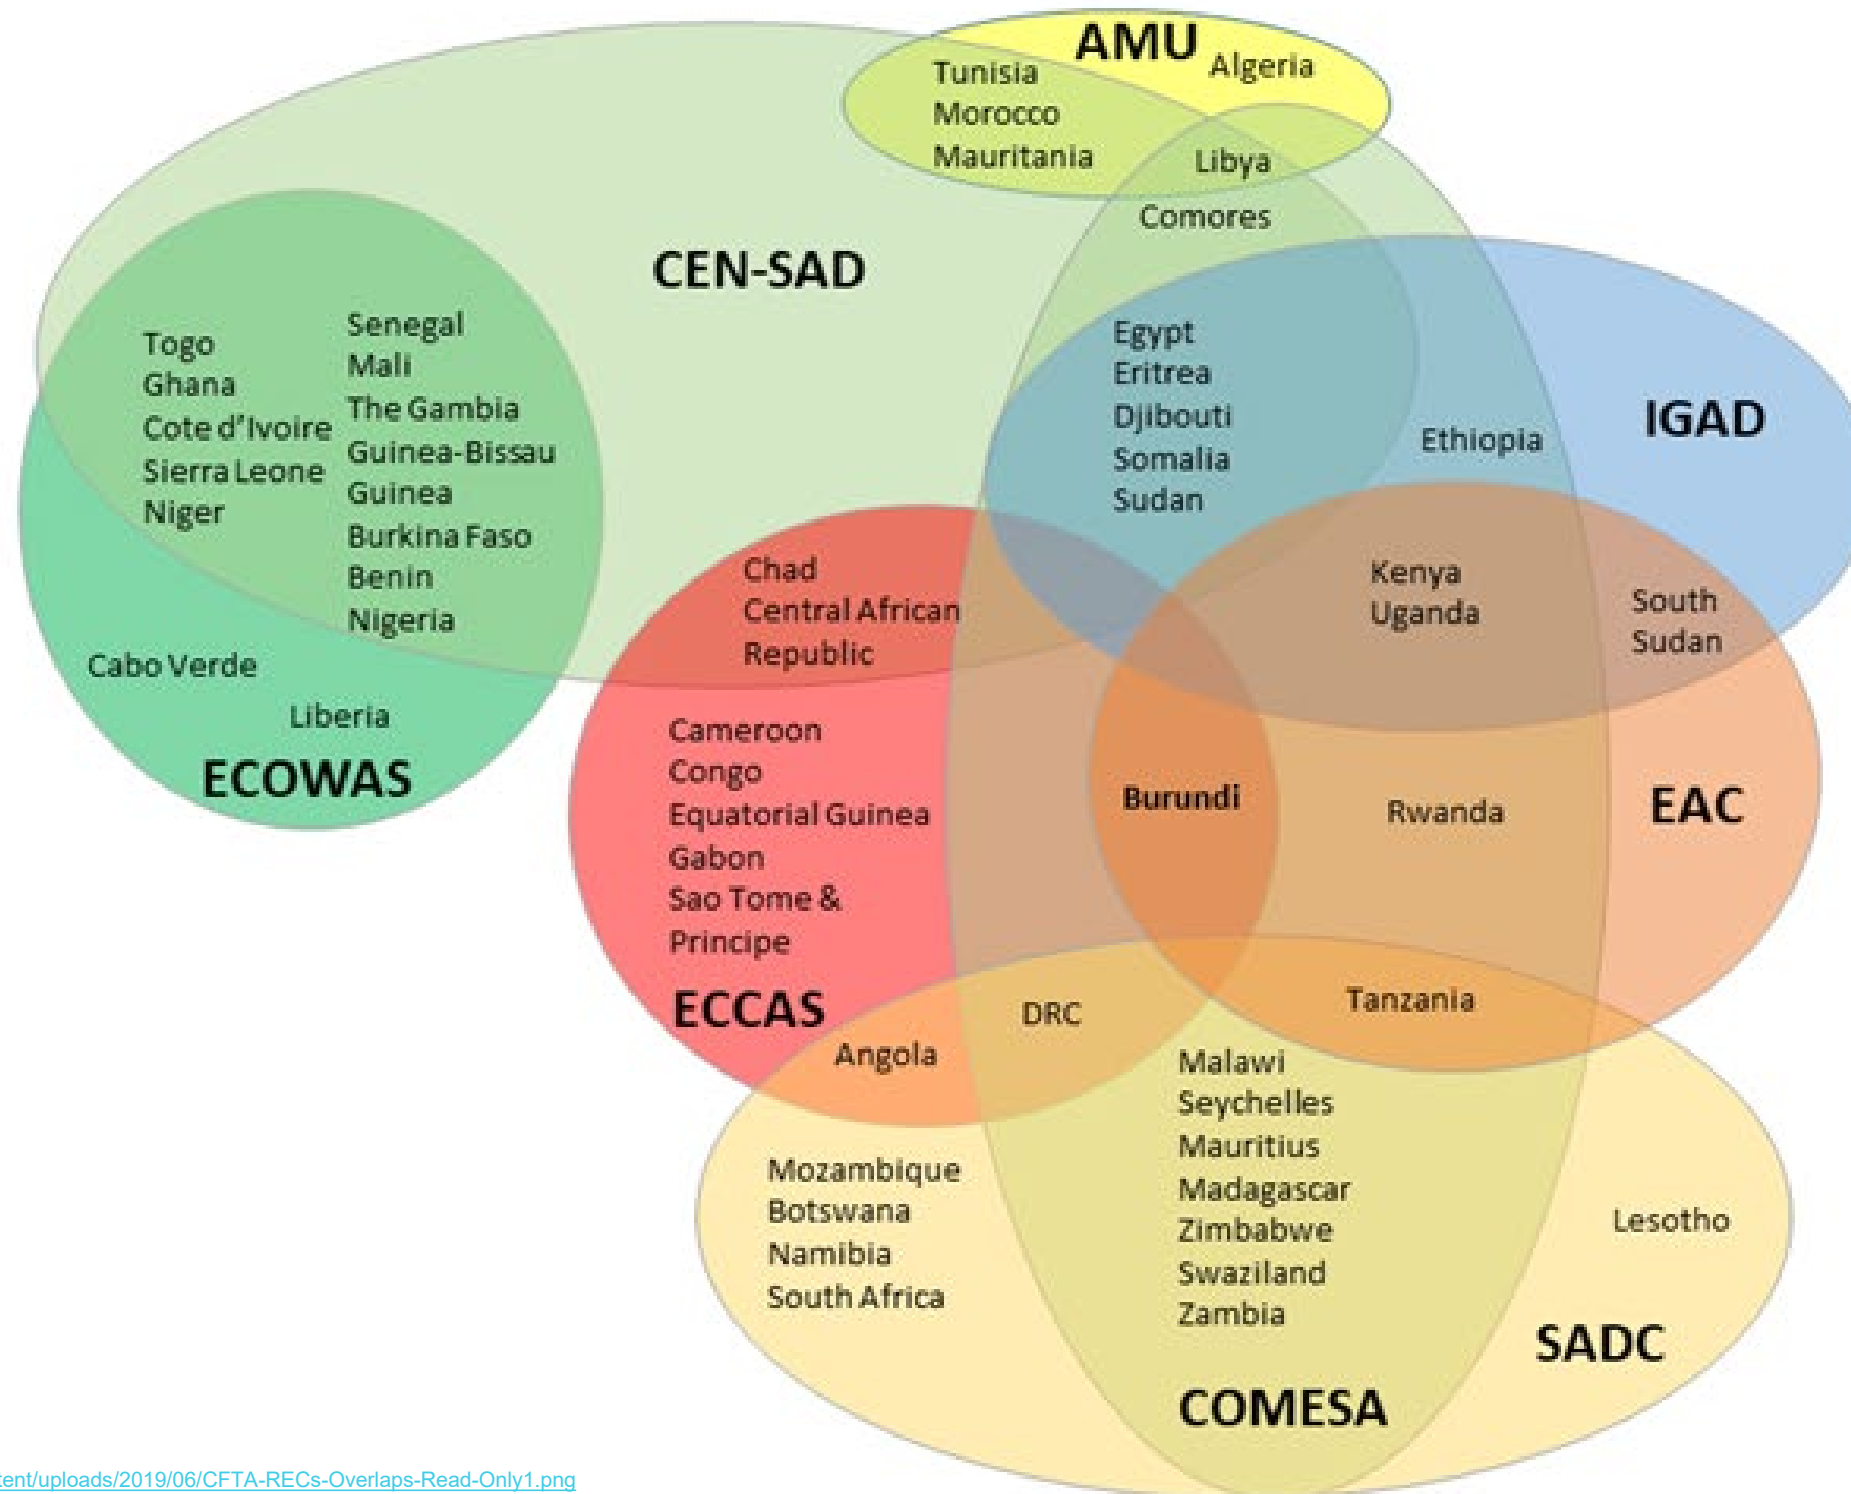 AMU
Algeria
Tunisia
Morocco
Mauritania
Libya
Comores
CEN-SAD
Togo
Ghana
Cote d'Ivoire
Sierra Leone
Niger
Senegal
Mali
The Gambia
Guinea-Bissau
Guinea
Burkina Faso
Benin
Nigeria
Cabo Verde
Liberia
ECOWAS
Egypt
Eritrea
Djibouti
Somalia
Sudan
Ethiopia
IGAD
Chad
Central African
Republic
Kenya
Uganda
South
Sudan
Cameroon
Congo
Equatorial Guinea
Gabon
Sao Tome &
Principe
ECCAS
Burundi
Rwanda
EAC
DRC
Angola
Tanzania
Malawi
Seychelles
Mauritius
Madagascar
Zimbabwe
Swaziland
Zambia
Mozambique
Botswana
Namibia
South Africa
Lesotho
SADC
COMESA
tent/uploads/2019/06/CFTA-RECs-Overlaps-Read-Only1.png